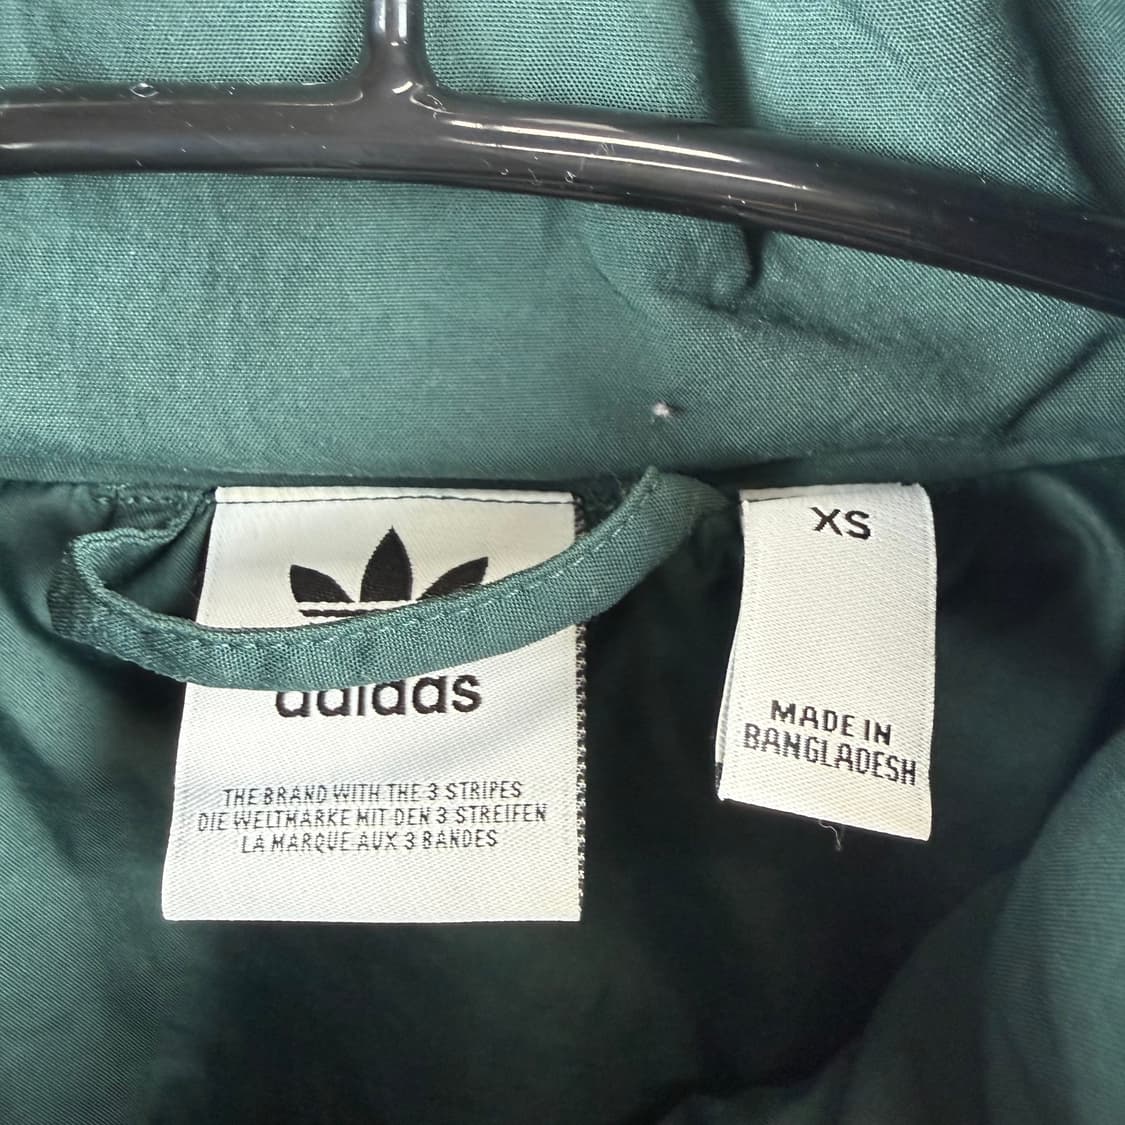 adidas
THE BRAND WITH THE 3 STRIPES
DIE WELTMARKE MIT DEN 3 STREIFEN
LA MARQUE AUX 3 BANDES
XS
MADE IN
BANGLADESH